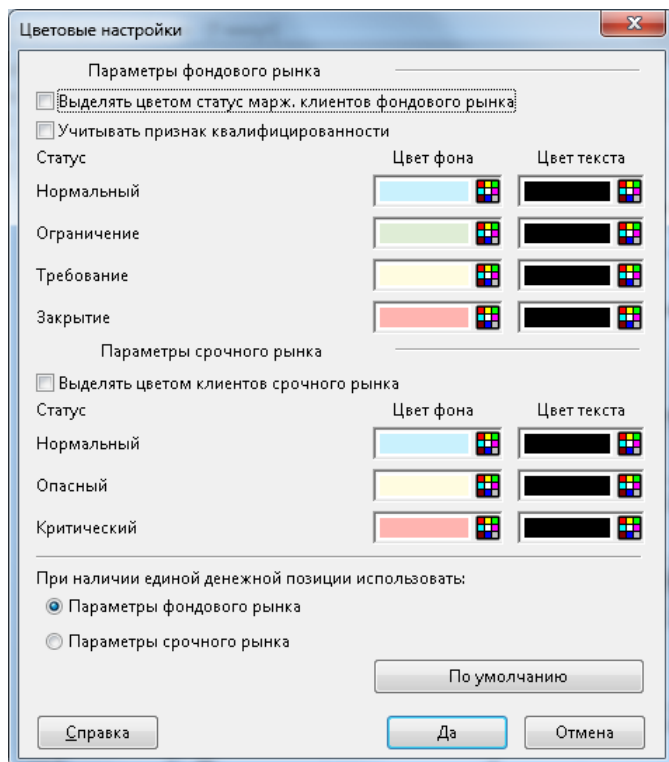 Цветовые настройки
Параметры фондового рынка
Выделять цветом статус марж. клиентов фондового рынка
Учитывать признак квалифицированности
Статус Цвет фона Цвет текста
Нормальный
Ограничение
Требование
Закрытие
Параметры срочного рынка
Выделять цветом клиентов срочного рынка
Статус Цвет фона Цвет текста
Нормальный
Опасный
Критический
При наличии единой денежной позиции использовать:
Параметры фондового рынка
Параметры срочного рынка
По умолчанию
Справка Да Отмена